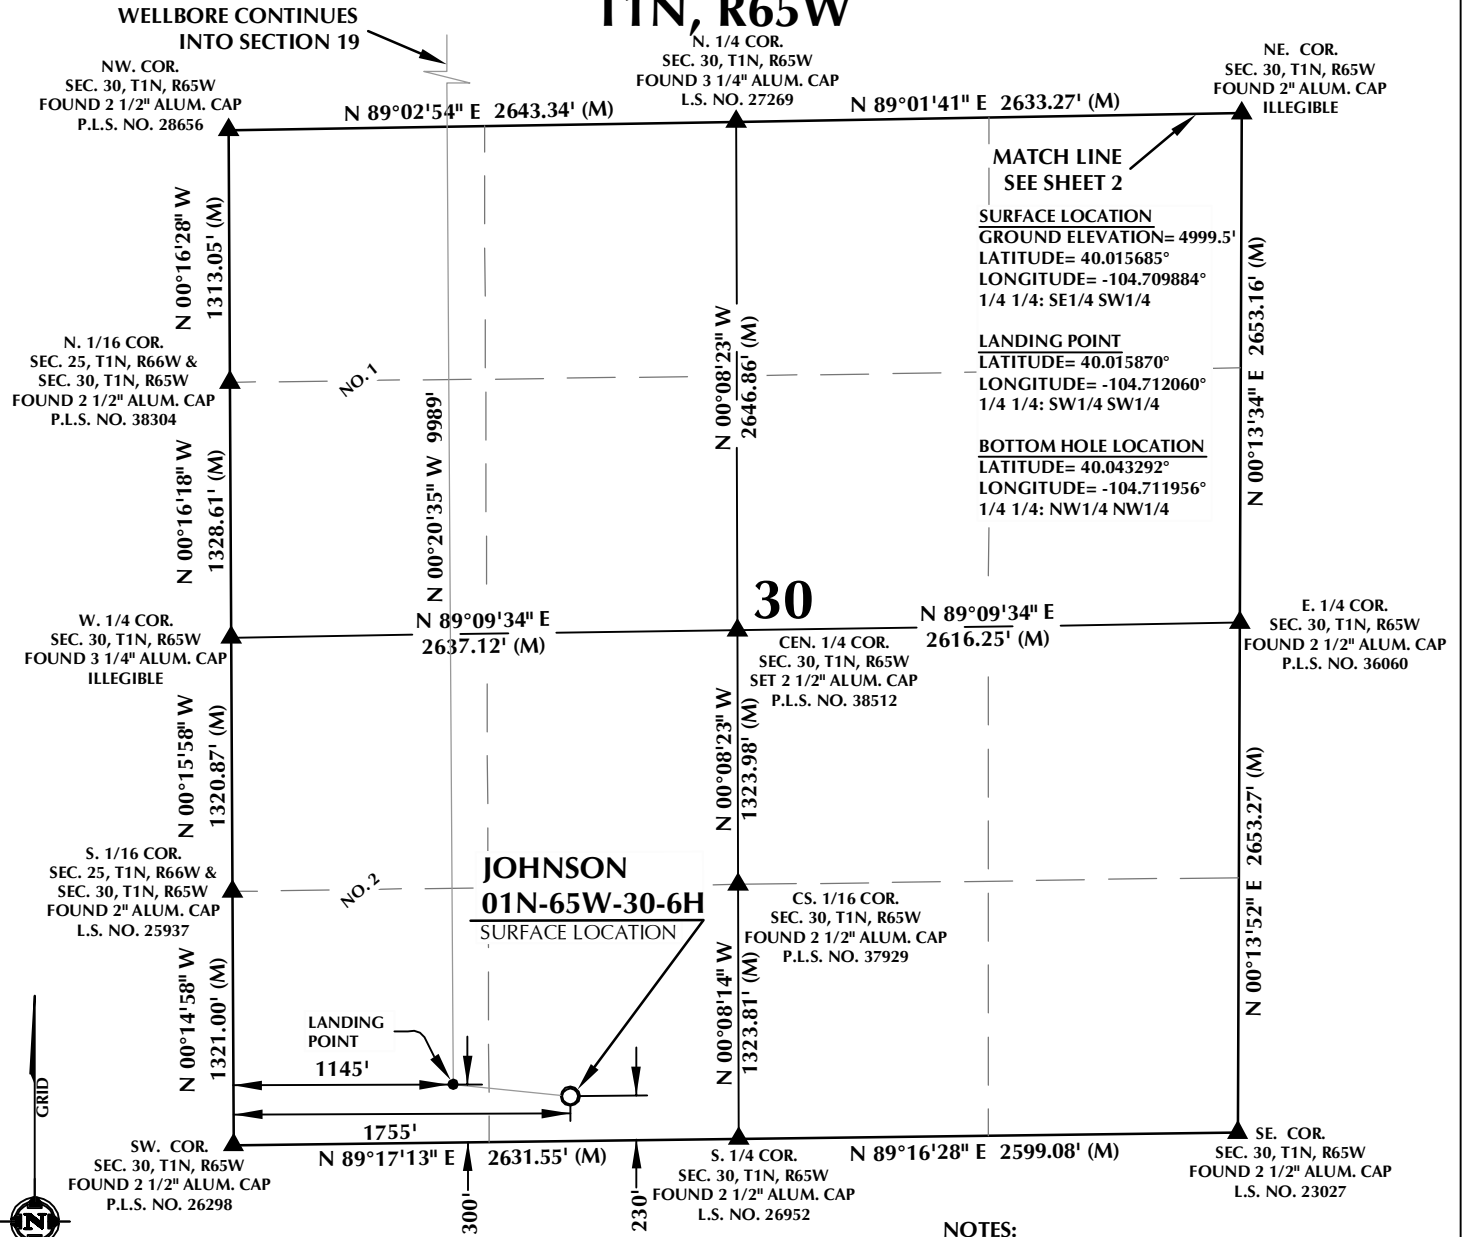 T1N, R65W
WELLBORE CONTINUES
INTO SECTION 19
NW. COR.
SEC. 30, T1N, R65W
FOUND 2 1/2" ALUM. CAP
P.L.S. NO. 28656
N. 1/4 COR.
SEC. 30, T1N, R65W
FOUND 3 1/4" ALUM. CAP
L.S. NO. 27269
NE. COR.
SEC. 30, T1N, R65W
FOUND 2" ALUM. CAP
ILLEGIBLE
N 89°02'54" E 2643.34' (M)
N 89°01'41" E 2633.27' (M)
MATCH LINE
SEE SHEET 2
N 00°16'28" W
1313.05' (M)
SURFACE LOCATION
GROUND ELEVATION= 4999.5'
LATITUDE= 40.015685°
LONGITUDE= -104.709884°
1/4 1/4: SE1/4 SW1/4
LANDING POINT
LATITUDE= 40.015870°
LONGITUDE= -104.712060°
1/4 1/4: SW1/4 SW1/4
BOTTOM HOLE LOCATION
LATITUDE= 40.043292°
LONGITUDE= -104.711956°
1/4 1/4: NW1/4 NW1/4
N 00°13'34" E 2653.16' (M)
N 00°08'23" W
2646.86' (M)
N. 1/16 COR.
SEC. 25, T1N, R66W &
SEC. 30, T1N, R65W
FOUND 2 1/2" ALUM. CAP
P.L.S. NO. 38304
NO.1
N 00°20'35" W 9989'
N 00°16'18" W
1328.61' (M)
W. 1/4 COR.
SEC. 30, T1N, R65W
FOUND 3 1/4" ALUM. CAP
ILLEGIBLE
N 89°09'34" E
2637.12' (M)
30
N 89°09'34" E
2616.25' (M)
CEN. 1/4 COR.
SEC. 30, T1N, R65W
SET 2 1/2" ALUM. CAP
P.L.S. NO. 38512
E. 1/4 COR.
SEC. 30, T1N, R65W
FOUND 2 1/2" ALUM. CAP
P.L.S. NO. 36060
N 00°15'58" W
1320.87' (M)
N 00°08'23" W
1323.98' (M)
N 00°13'52" E 2653.27' (M)
S. 1/16 COR.
SEC. 25, T1N, R66W &
SEC. 30, T1N, R65W
FOUND 2" ALUM. CAP
L.S. NO. 25937
NO.2
JOHNSON
01N-65W-30-6H
SURFACE LOCATION
CS. 1/16 COR.
SEC. 30, T1N, R65W
FOUND 2 1/2" ALUM. CAP
P.L.S. NO. 37929
N 00°14'58" W
1321.00' (M)
N 00°08'14" W
1323.81' (M)
LANDING
POINT
1145'
1755'
GRID
N
SW. COR.
SEC. 30, T1N, R65W
FOUND 2 1/2" ALUM. CAP
P.L.S. NO. 26298
N 89°17'13" E 2631.55' (M)
300'
230'
S. 1/4 COR.
SEC. 30, T1N, R65W
FOUND 2 1/2" ALUM. CAP
L.S. NO. 26952
N 89°16'28" E 2599.08' (M)
SE. COR.
SEC. 30, T1N, R65W
FOUND 2 1/2" ALUM. CAP
L.S. NO. 23027
NOTES: